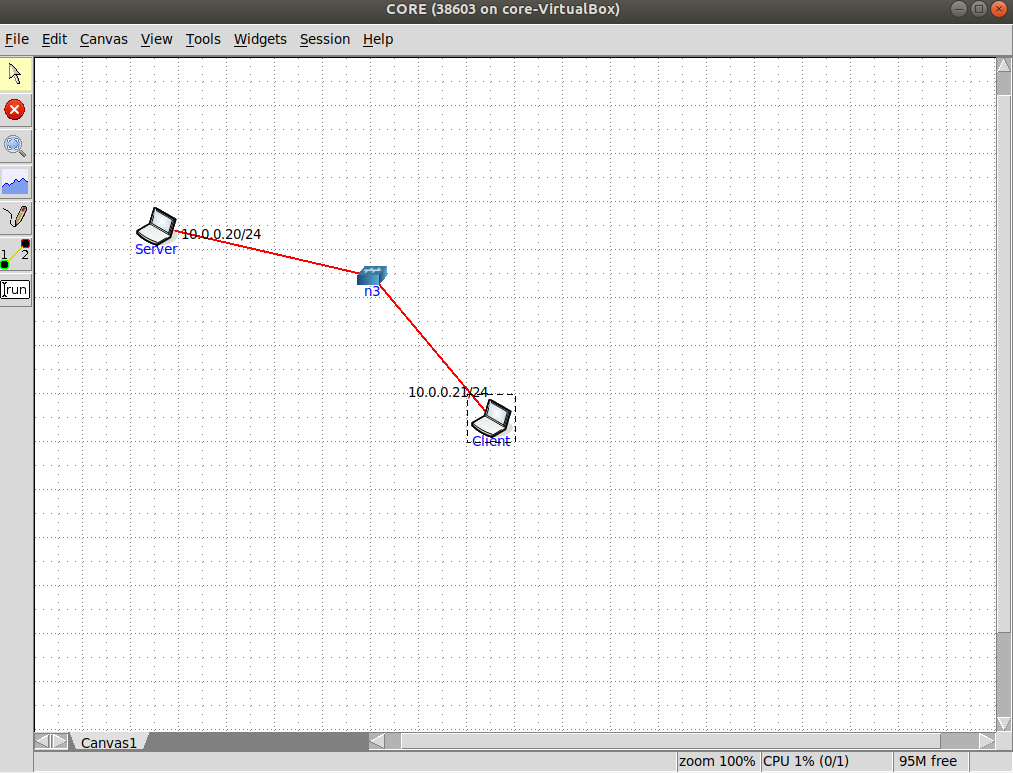 CORE (38603 on core-VirtualBox)
File Edit Canvas View Tools Widgets Session Help
10.0.0.20/24
Server
1 2
n3
run
10.0.0.21/24
Client
Canvas1
zoom 100% CPU 1% (0/1) 95M free